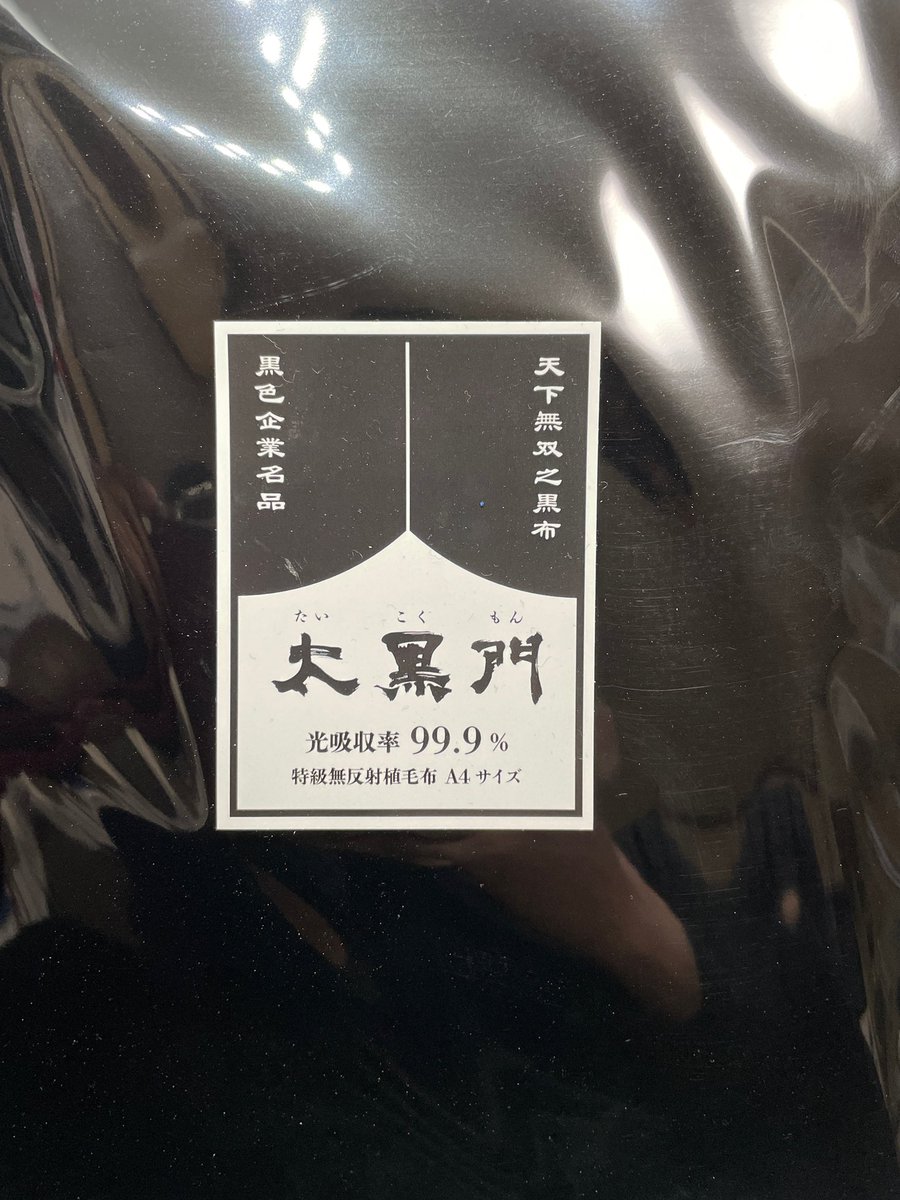 天下無双之黒布
黒色企業名品
たい こく もん
太黒門
光吸収率 99.9 %
特級無反射植毛布 A4 サイズ